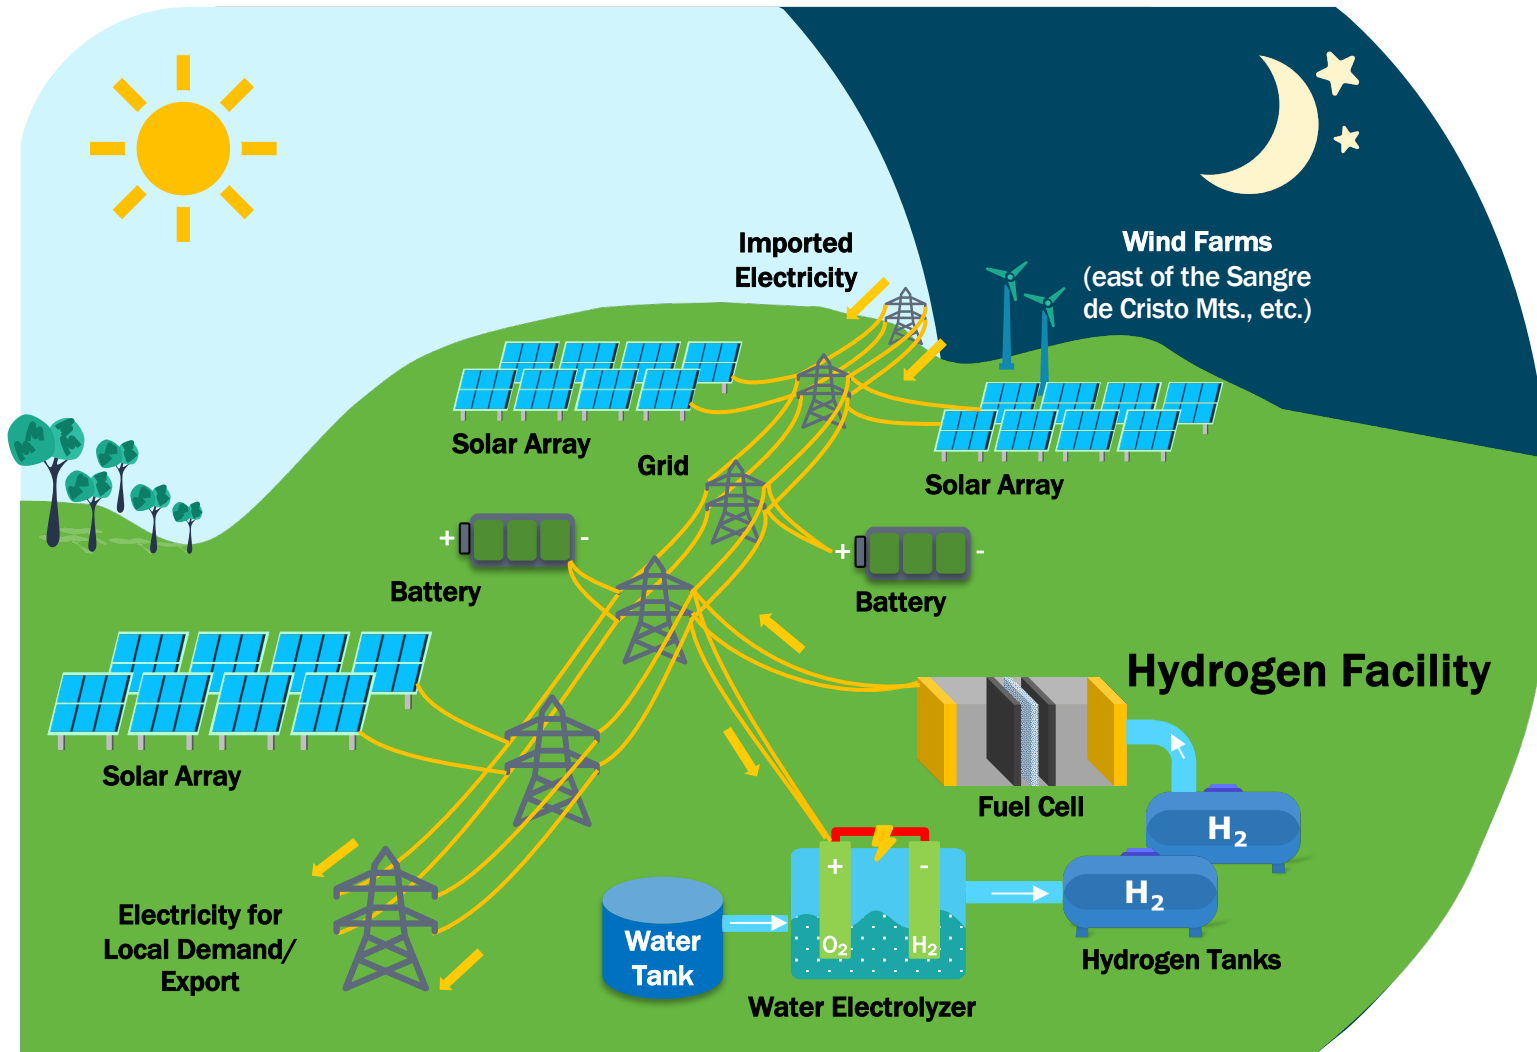 Imported
Electricity
Wind Farms
(east of the Sangre
de Cristo Mts., etc.)
Solar Array
Grid
Solar Array
+
-
Battery
+
-
Battery
Hydrogen Facility
Solar Array
Fuel Cell
H₂
H₂
Hydrogen Tanks
+
-
O₂
H₂
Water Electrolyzer
Water
Tank
Electricity for
Local Demand/
Export